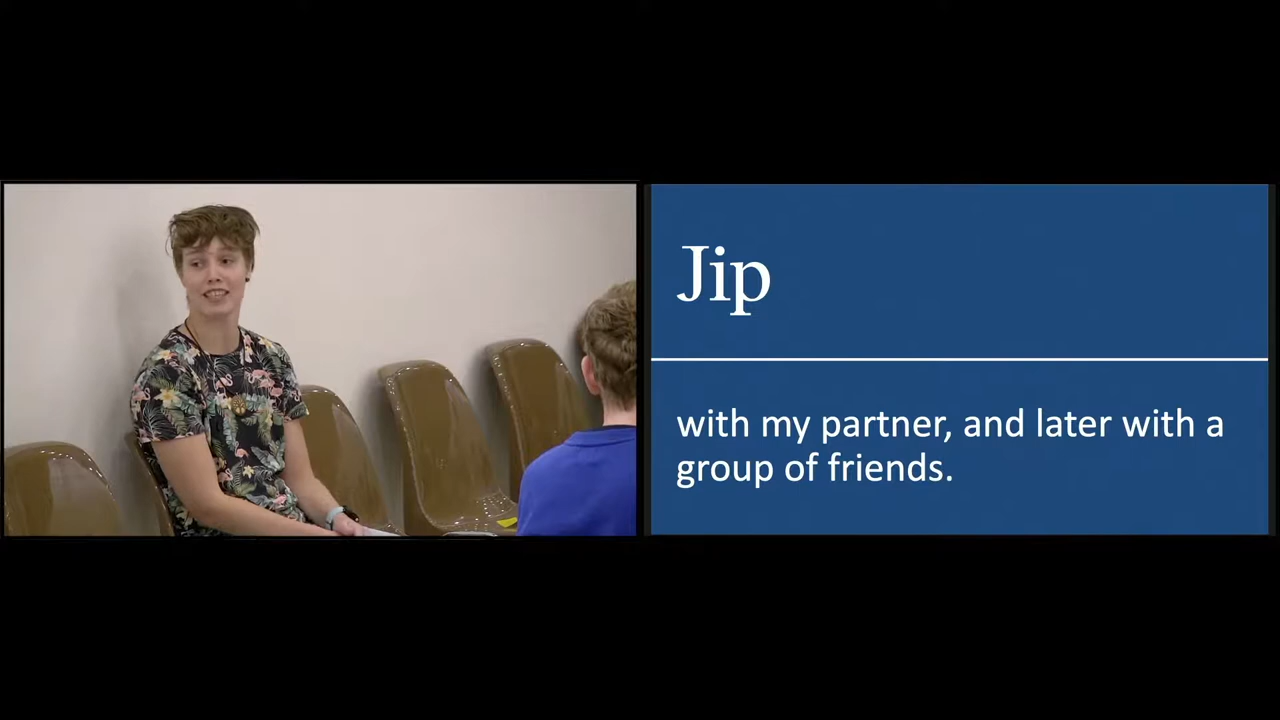 Jip
with my partner, and later with a
group of friends.